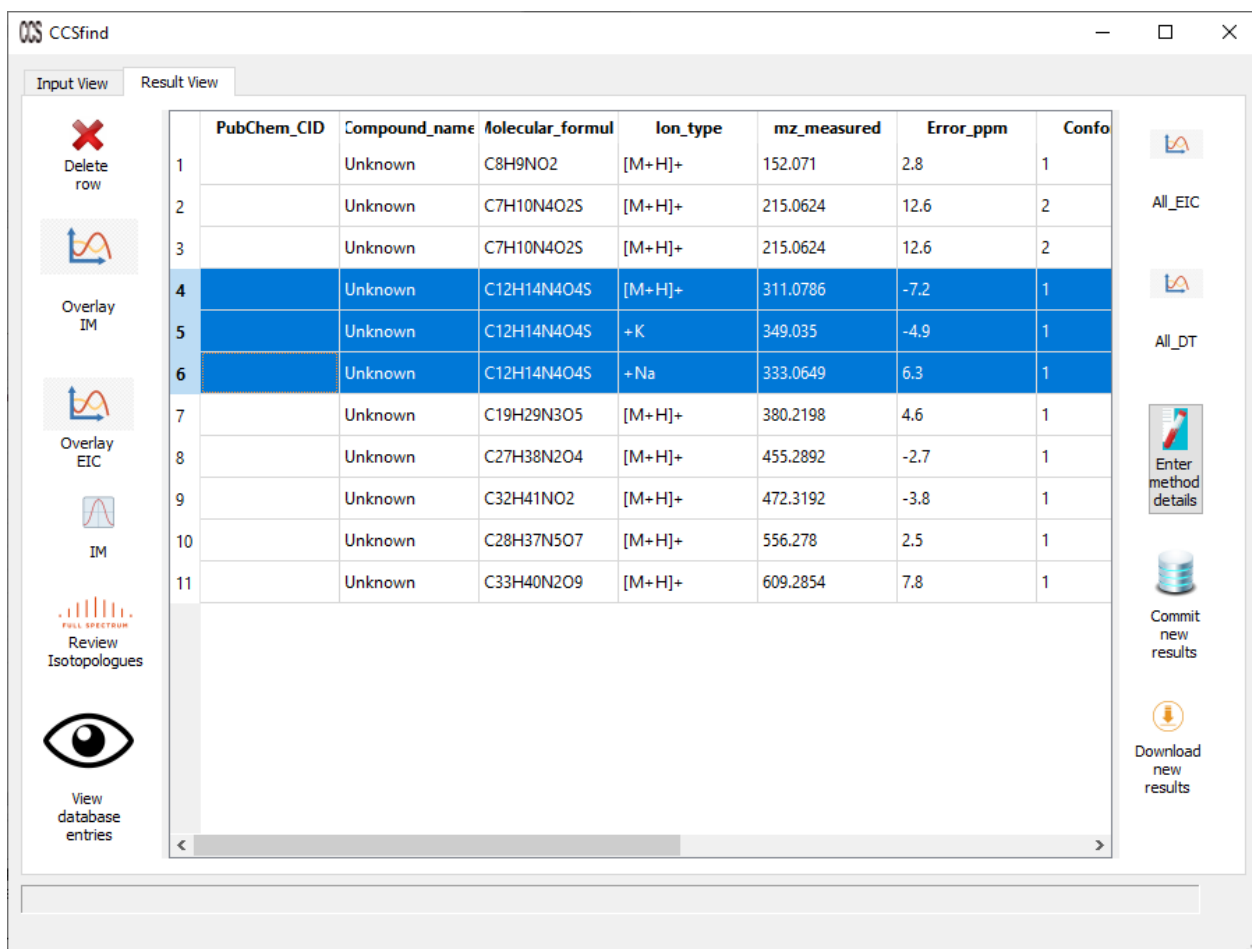 CCS CCSfind
Input View Result View
Delete
row
Overlay
IM
Overlay
EIC
IM
FULL SPECTRUM
Review
Isotopologues
View
database
entries
PubChem_CID Compound_name Molecular_formul Ion_type mz_measured Error_ppm Confo
1 Unknown C8H9NO2 [M+H]+ 152.071 2.8 1
2 Unknown C7H10N4O2S [M+H]+ 215.0624 12.6 2
3 Unknown C7H10N4O2S [M+H]+ 215.0624 12.6 2
4 Unknown C12H14N4O4S [M+H]+ 311.0786 -7.2 1
5 Unknown C12H14N4O4S +K 349.035 -4.9 1
6 Unknown C12H14N4O4S +Na 333.0649 6.3 1
7 Unknown C19H29N3O5 [M+H]+ 380.2198 4.6 1
8 Unknown C27H38N2O4 [M+H]+ 455.2892 -2.7 1
9 Unknown C32H41NO2 [M+H]+ 472.3192 -3.8 1
10 Unknown C28H37N5O7 [M+H]+ 556.278 2.5 1
11 Unknown C33H40N2O9 [M+H]+ 609.2854 7.8 1
All_EIC
All_DT
Enter
method
details
Commit
new
results
Download
new
results